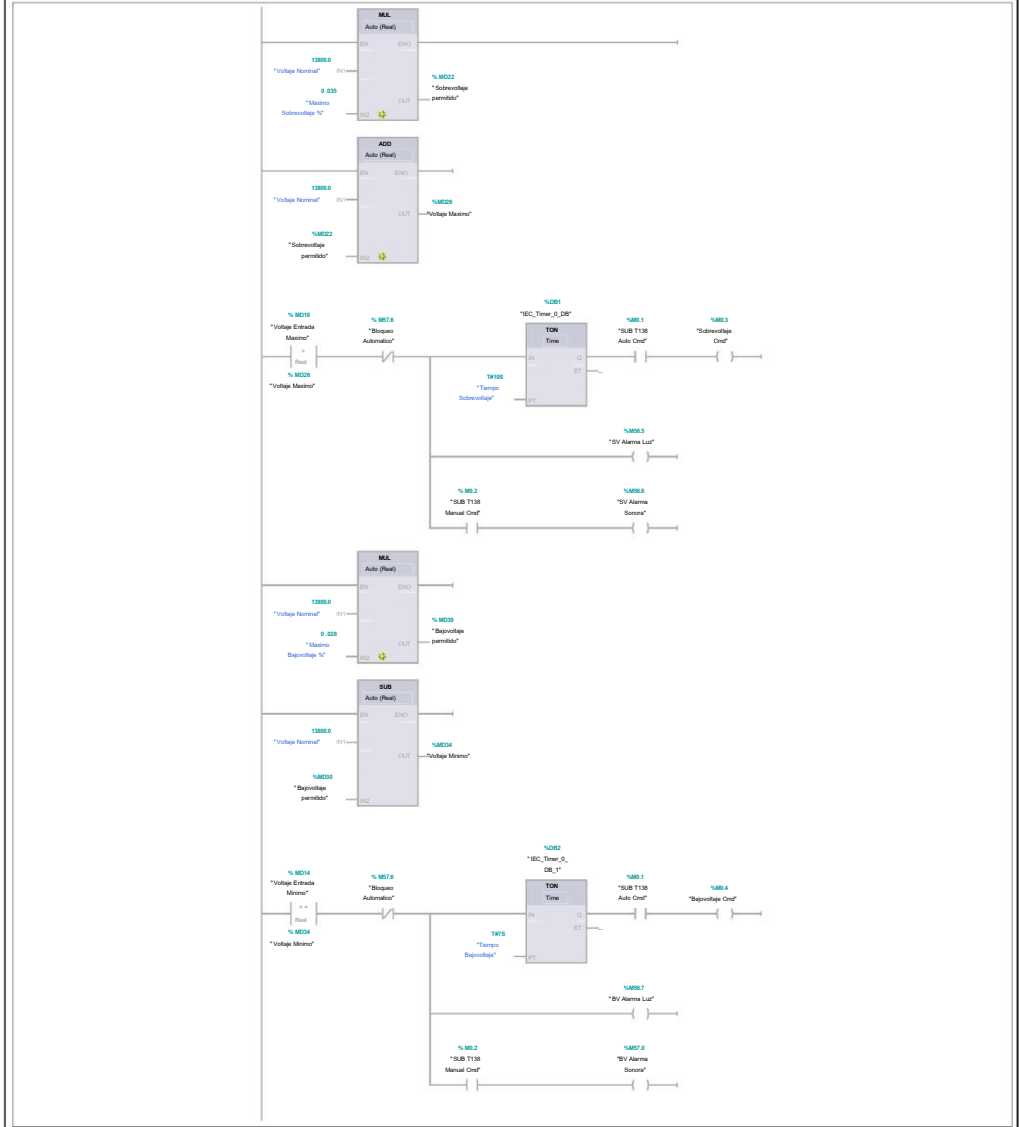 MUL
Auto (Real)
EN ENO
13800.0
"Voltaje Nominal" IN1
% MD22
"Sobrevoltaje
permitido"
OUT
0 .035
"Maximo
Sobrevoltaje %"
IN2
ADD
Auto (Real)
EN ENO
13800.0
"Voltaje Nominal" IN1
%MD26
OUT "Voltaje Maximo"
%MD22
"Sobrevoltaje
permitido"
IN2
%DB1
"IEC_Timer_0_DB"
% MD18
"Voltaje Entrada
Maximo"
>
Real
% MD26
"Voltaje Maximo"
% M57.6
"Bloqueo
Automatico"
TON
Time
IN Q
ET
T#10S
"Tiempo
Sobrevoltaje"
PT
%M0.1
"SUB T138
Auto Cmd"
%M0.3
"Sobrevoltaje
Cmd"
%M56.5
"SV Alarma Luz"
% M0.2
"SUB T138
Manual Cmd"
%M56.6
"SV Alarma
Sonora"
MUL
Auto (Real)
EN ENO
13800.0
"Voltaje Nominal" IN1
% MD30
"Bajovoltaje
permitido"
OUT
0 .028
"Maximo
Bajovoltaje %"
IN2
SUB
Auto (Real)
EN ENO
13800.0
"Voltaje Nominal" IN1
%MD34
OUT "Voltaje Minimo"
%MD30
"Bajovoltaje
permitido"
IN2
%DB2
"IEC_Timer_0_
DB_1"
% MD14
"Voltaje Entrada
Minimo"
Real
% MD34
"Voltaje Minimo"
% M57.6
"Bloqueo
Automatico"
TON
Time
IN Q
ET
T#7S
"Tiempo
Bajovoltaje"
PT
%M0.1
"SUB T138
Auto Cmd"
%M0.4
"Bajovoltaje Cmd"
%M56.7
"BV Alarma Luz"
% M0.2
"SUB T138
Manual Cmd"
%M57.0
"BV Alarma
Sonora"